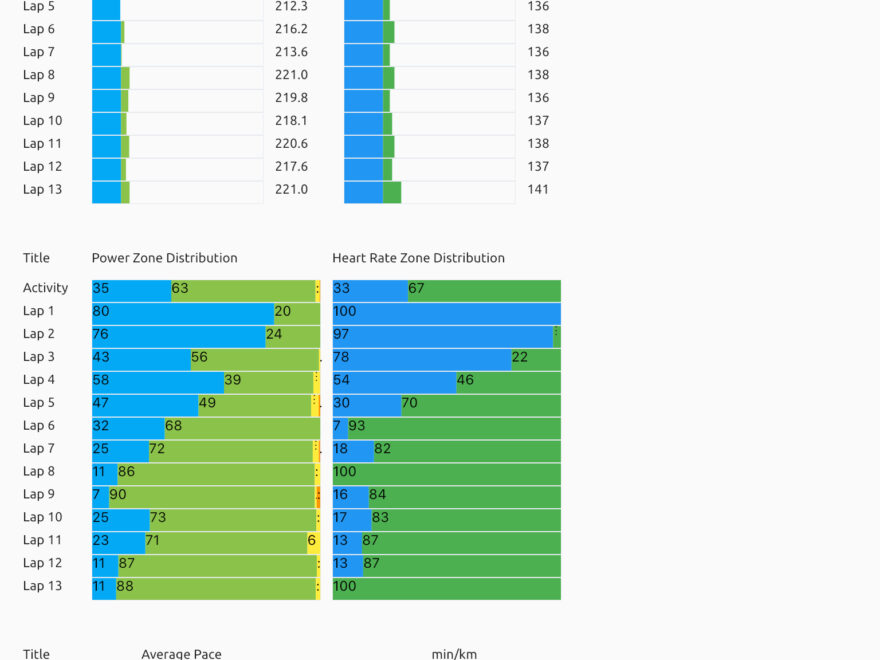 Lap 5 212.3 136
Lap 6 216.2 138
Lap 7 213.6 136
Lap 8 221.0 138
Lap 9 219.8 136
Lap 10 218.1 137
Lap 11 220.6 138
Lap 12 217.6 137
Lap 13 221.0 141
Title Power Zone Distribution Heart Rate Zone Distribution
Activity 35 63 33 67
Lap 1 80 20 100
Lap 2 76 24 97
Lap 3 43 56 78 22
Lap 4 58 39 54 46
Lap 5 47 49 30 70
Lap 6 32 68 7 93
Lap 7 25 72 18 82
Lap 8 11 86 100
Lap 9 7 90 16 84
Lap 10 25 73 17 83
Lap 11 23 71 6 13 87
Lap 12 11 87 13 87
Lap 13 11 88 100
Title Average Pace min/km